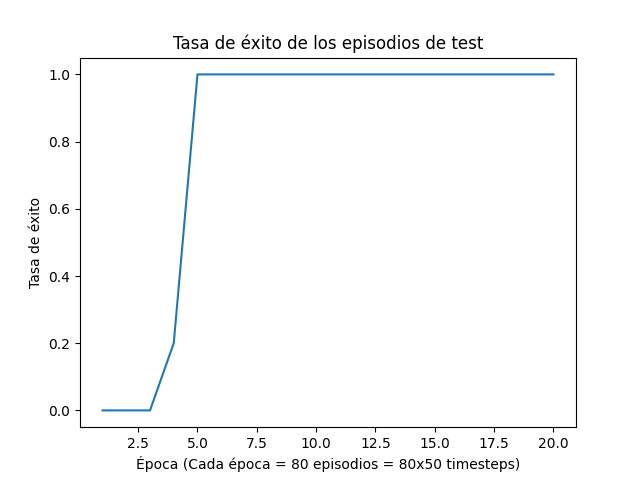 Tasa de éxito de los episodios de test
1.0
0.8
0.6
0.4
0.2
0.0
Tasa de éxito
2.5 5.0 7.5 10.0 12.5 15.0 17.5 20.0
Época (Cada época = 80 episodios = 80x50 timesteps)